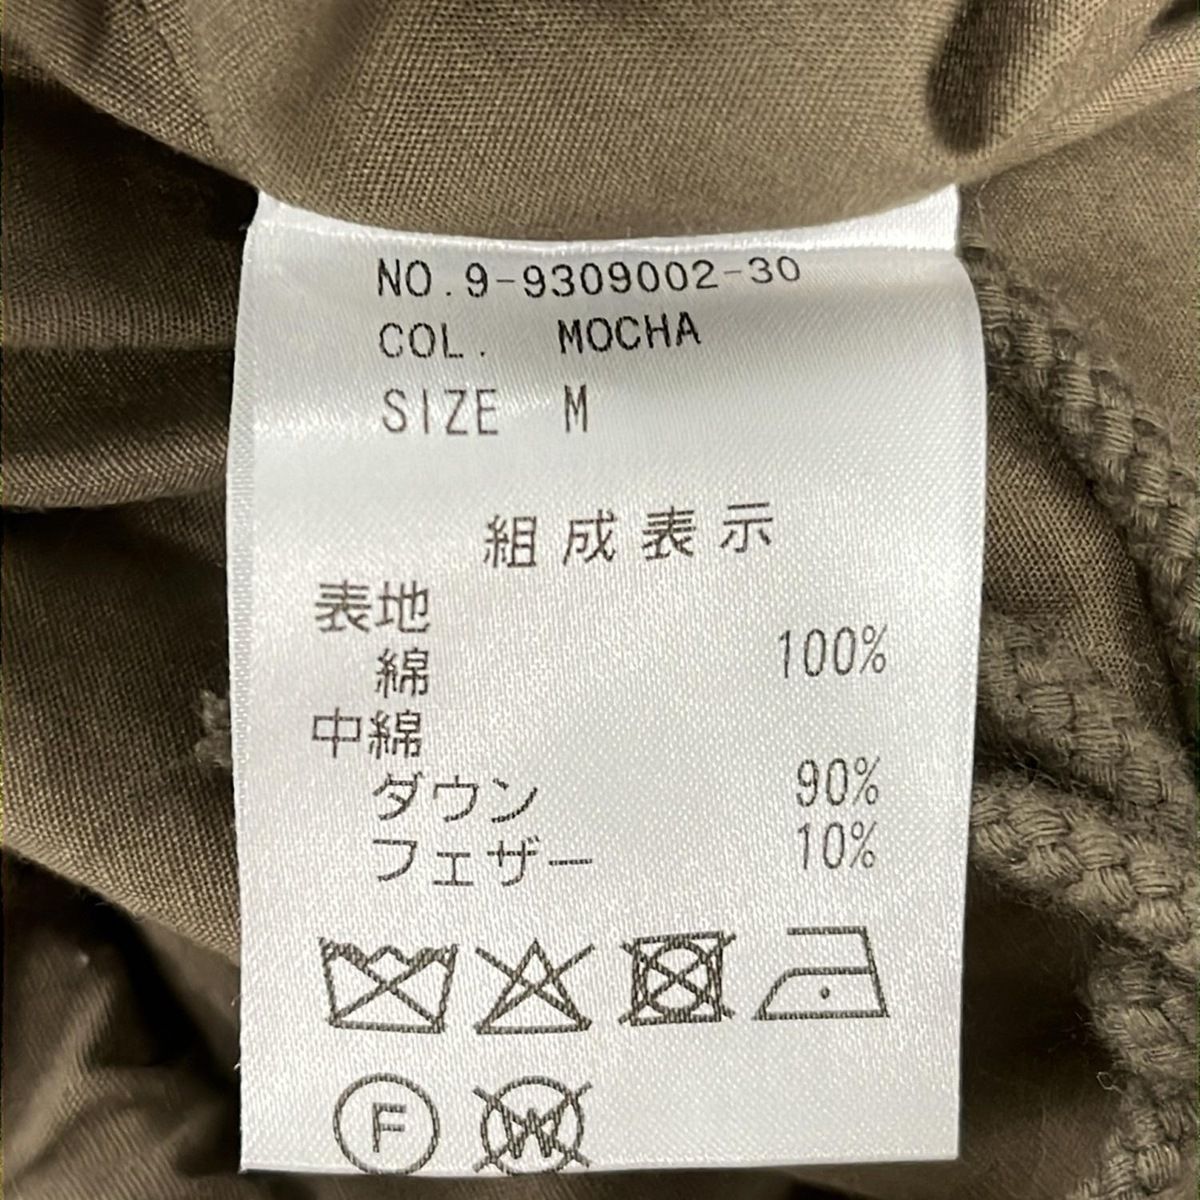 NO.9-9309002-30
COL. MOCHA
SIZE M
組成表示
表地
綿 100%
中綿
ダウン 90%
フェザー 10%
F W